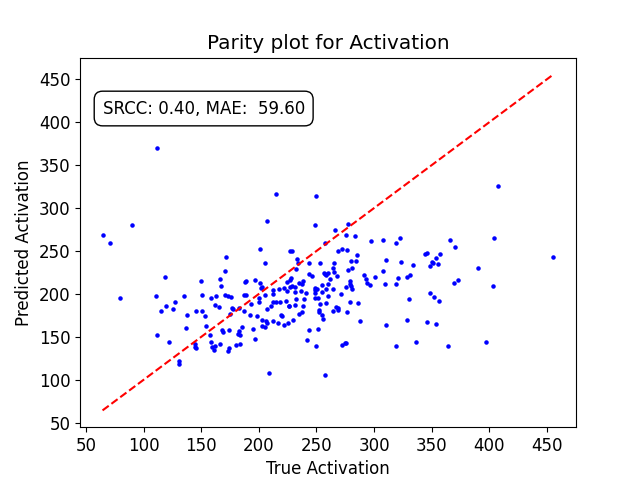 Parity plot for Activation
SRCC: 0.40, MAE:  59.60
Predicted Activation
450
400
350
300
250
200
150
100
50
50 100 150 200 250 300 350 400 450
True Activation